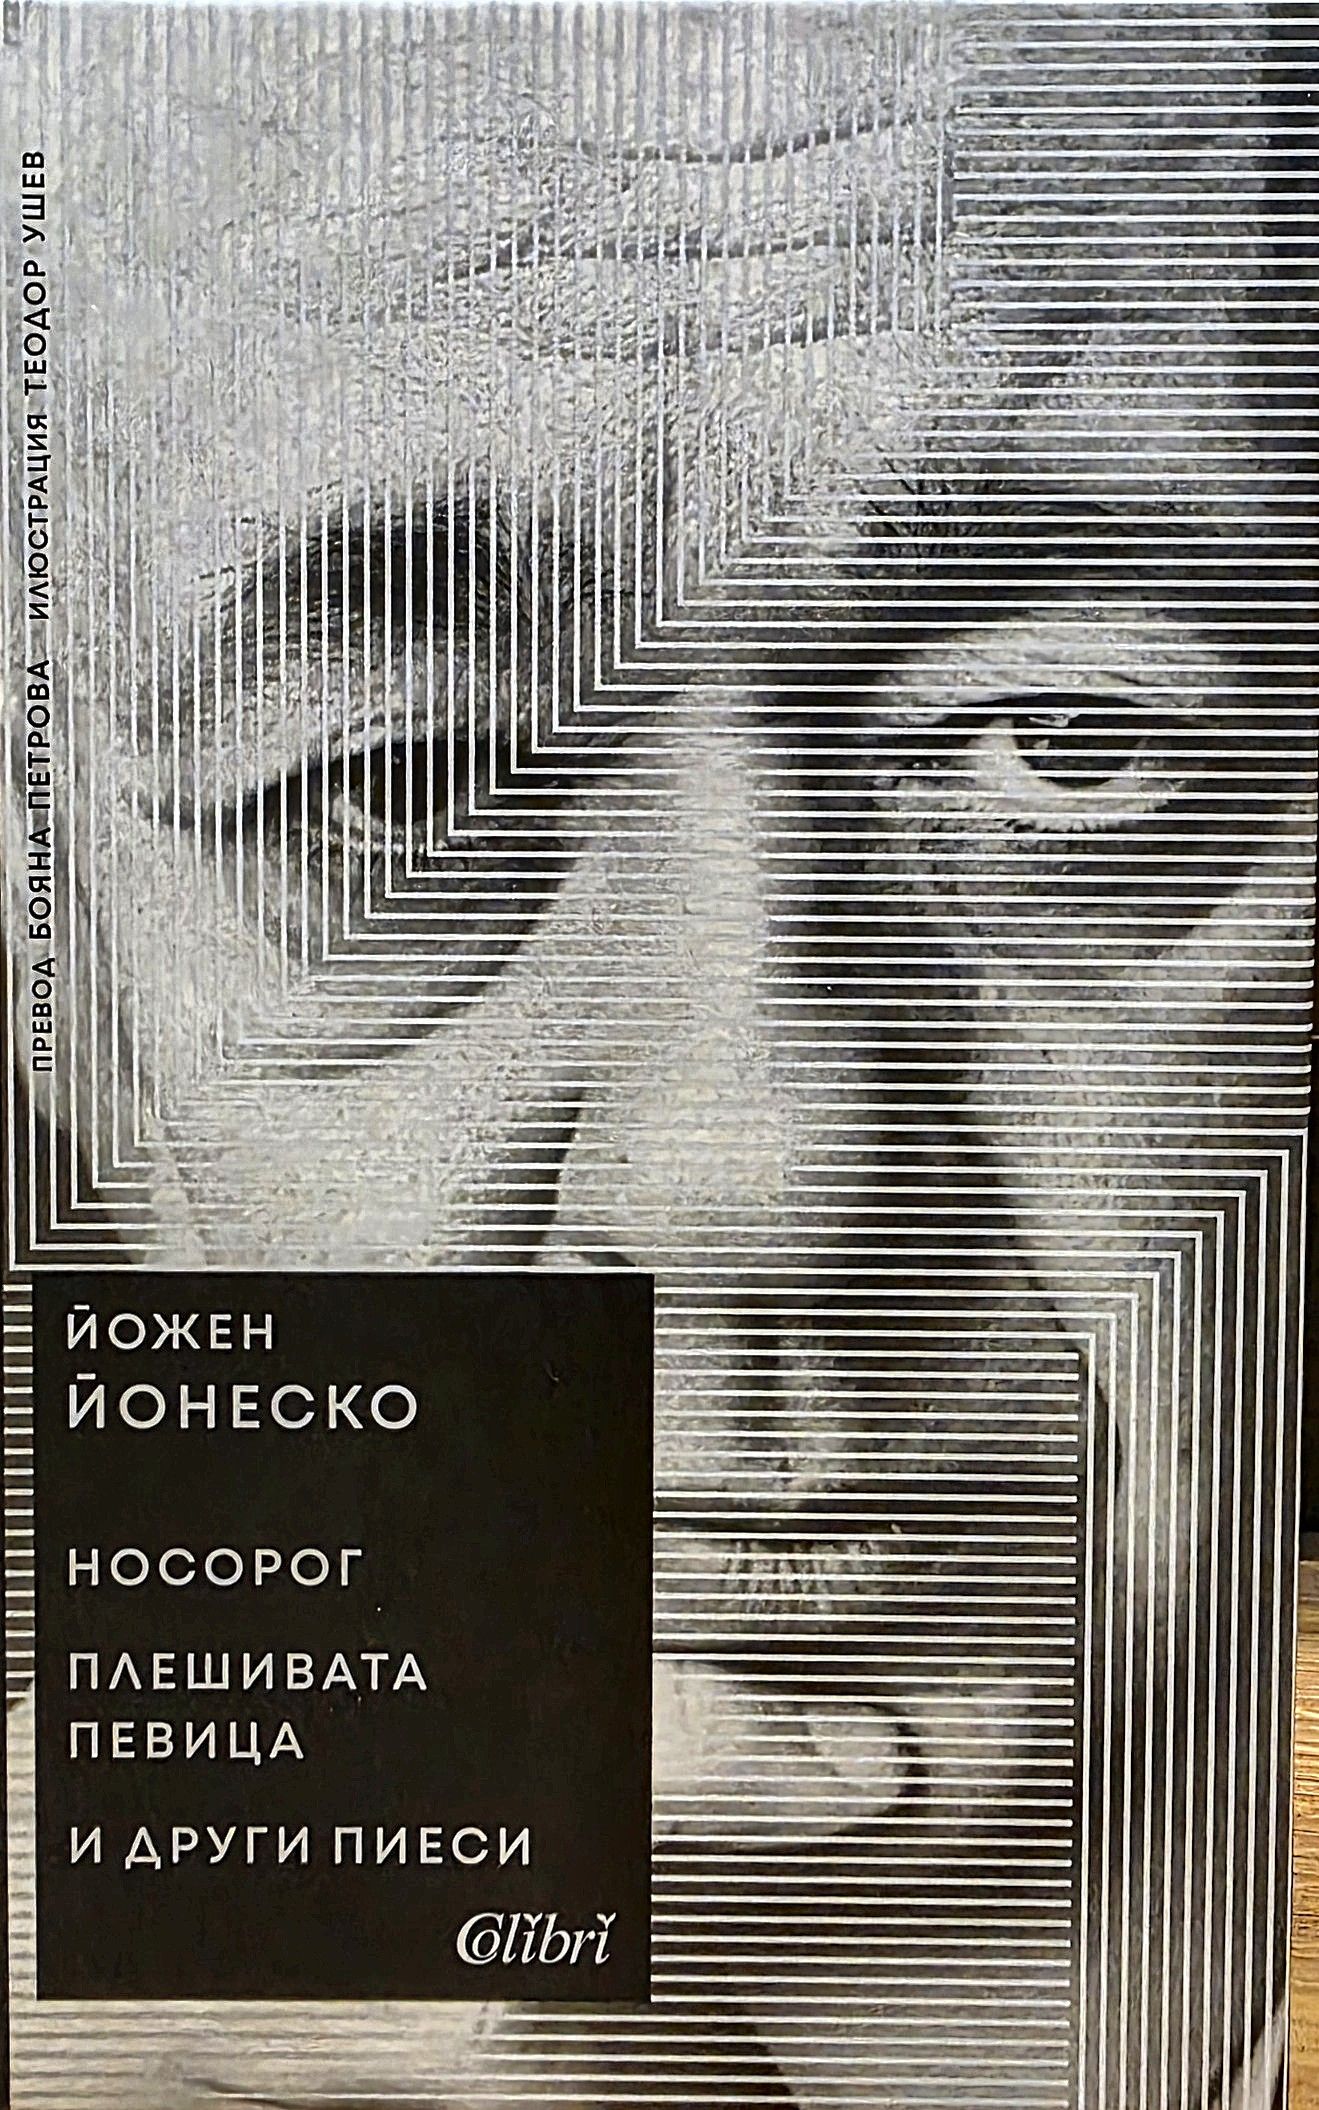 ПРЕВОД БОЯНА ПЕТРОВА ИЛЮСТРАЦИЯ ТЕОДОР УШЕВ
ЙОЖЕН
ЙОНЕСКО
НОСОРОГ
ПЛЕШИВАТА
ПЕВИЦА
И ДРУГИ ПИЕСИ
Colibri